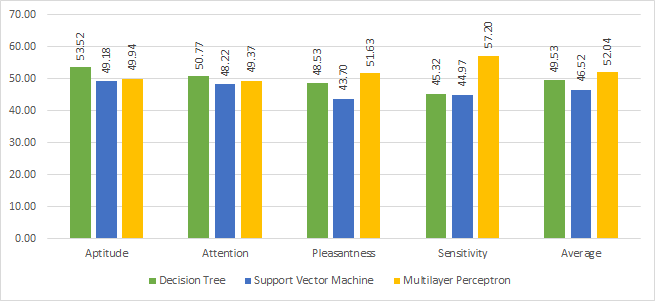 70.00
60.00
50.00
40.00
30.00
20.00
10.00
0.00
53.52
49.18
49.94
50.77
48.22
49.37
48.53
43.70
51.63
45.32
44.97
57.20
49.53
46.52
52.04
Aptitude
Attention
Pleasantness
Sensitivity
Average
Decision Tree
Support Vector Machine
Multilayer Perceptron